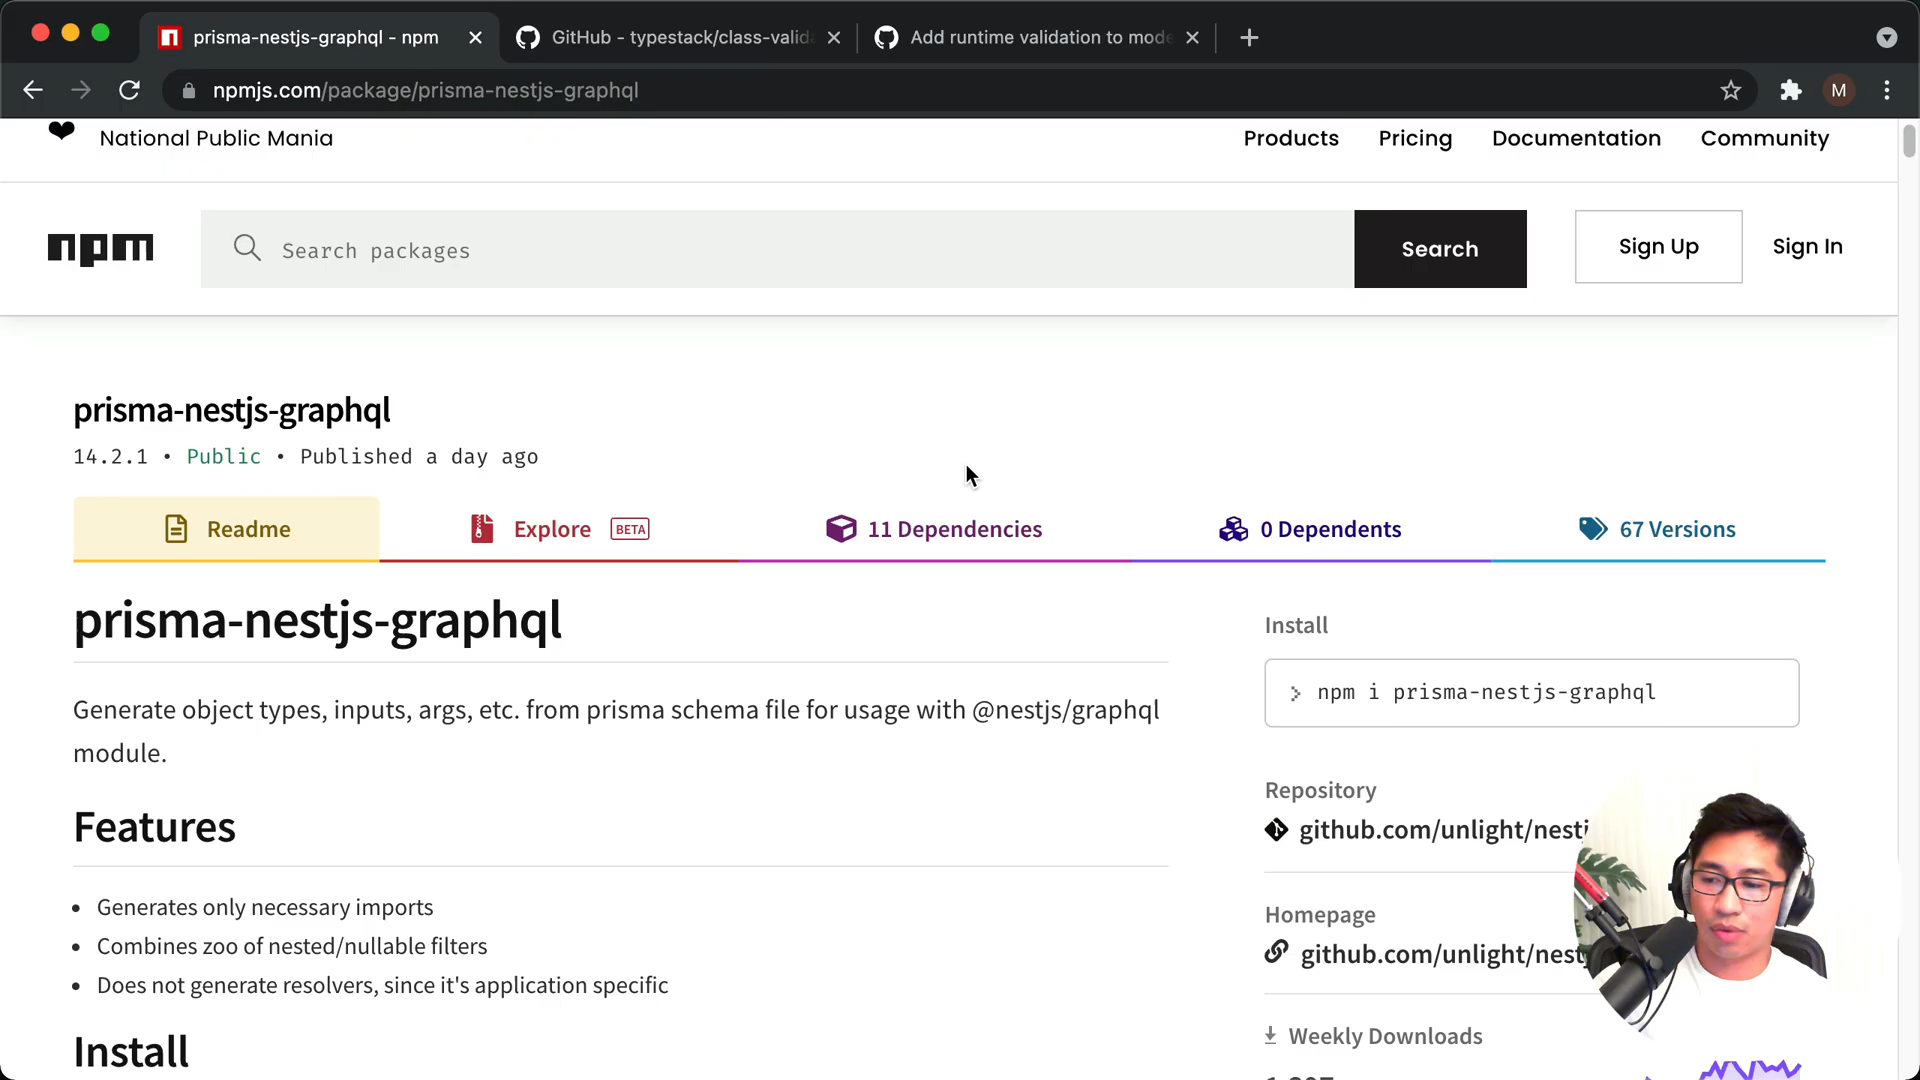 prisma-nestjs-graphql - npm
GitHub - typestack/class-valid
Add runtime validation to mode
npmjs.com/package/prisma-nestjs-graphql
M
❤ National Public Mania
Products
Pricing
Documentation
Community
npm
Search packages
Search
Sign Up
Sign In
prisma-nestjs-graphql
14.2.1 • Public • Published a day ago
Readme
Explore BETA
11 Dependencies
0 Dependents
67 Versions
prisma-nestjs-graphql
Generate object types, inputs, args, etc. from prisma schema file for usage with @nestjs/graphql
module.
Features
• Generates only necessary imports
• Combines zoo of nested/nullable filters
• Does not generate resolvers, since it's application specific
Install
Install
npm i prisma-nestjs-graphql
Repository
github.com/unlight/nestj
Homepage
github.com/unlight/nestj
Weekly Downloads